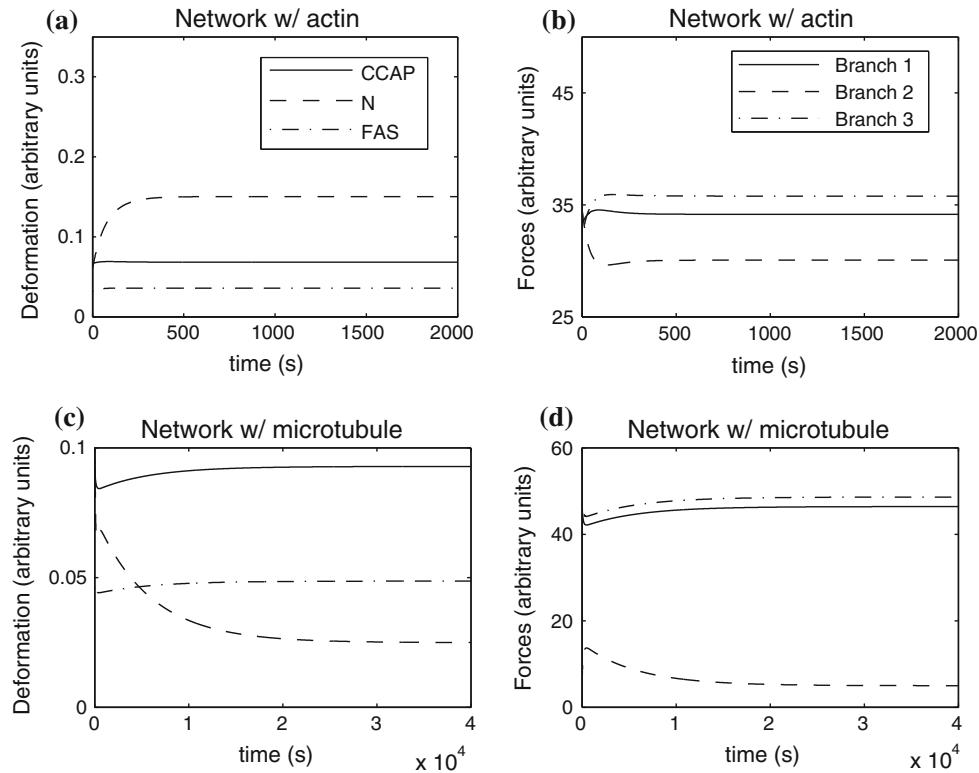 (a)
Network w/ actin
Deformation (arbitrary units)
0.3
0.2
0.1
0
0
500
1000
1500
2000
time (s)
CCAP
N
FAS
(b)
Network w/ actin
Forces (arbitrary units)
45
35
25
0
500
1000
1500
2000
time (s)
Branch 1
Branch 2
Branch 3
(c)
Network w/ microtubule
Deformation (arbitrary units)
0.1
0.05
0
0
1
2
3
4
time (s)
x 10^4
(d)
Network w/ microtubule
Forces (arbitrary units)
60
40
20
0
0
1
2
3
4
time (s)
x 10^4